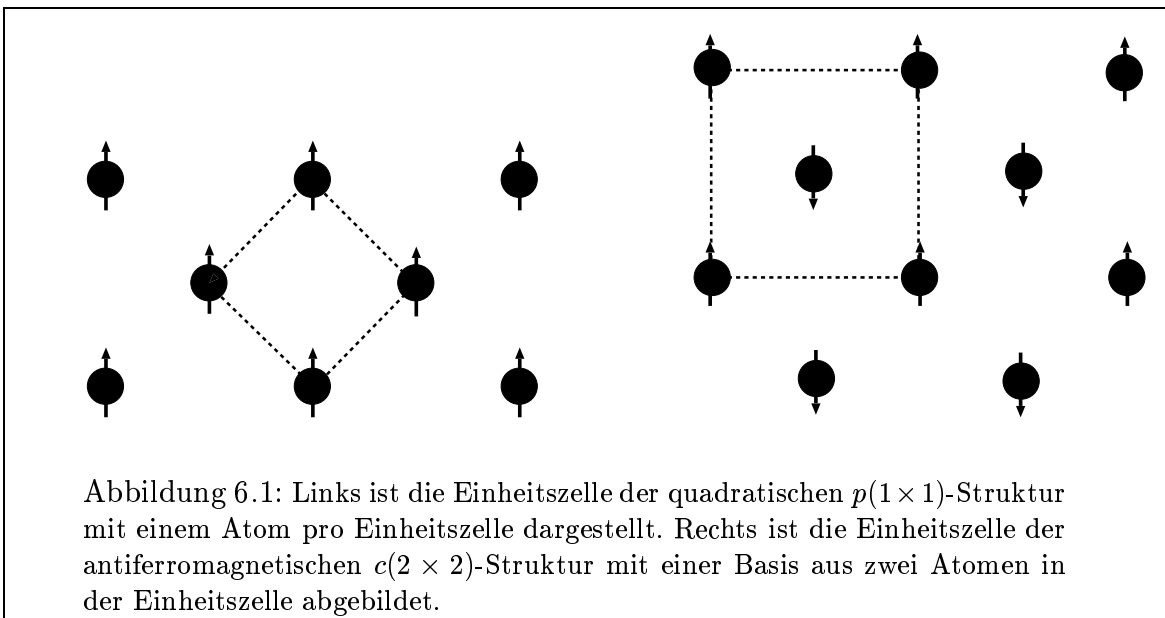 Abbildung 6.1: Links ist die Einheitszelle der quadratischen p(1×1)-Struktur
mit einem Atom pro Einheitszelle dargestellt. Rechts ist die Einheitszelle der
antiferromagnetischen c(2 × 2)-Struktur mit einer Basis aus zwei Atomen in
der Einheitszelle abgebildet.